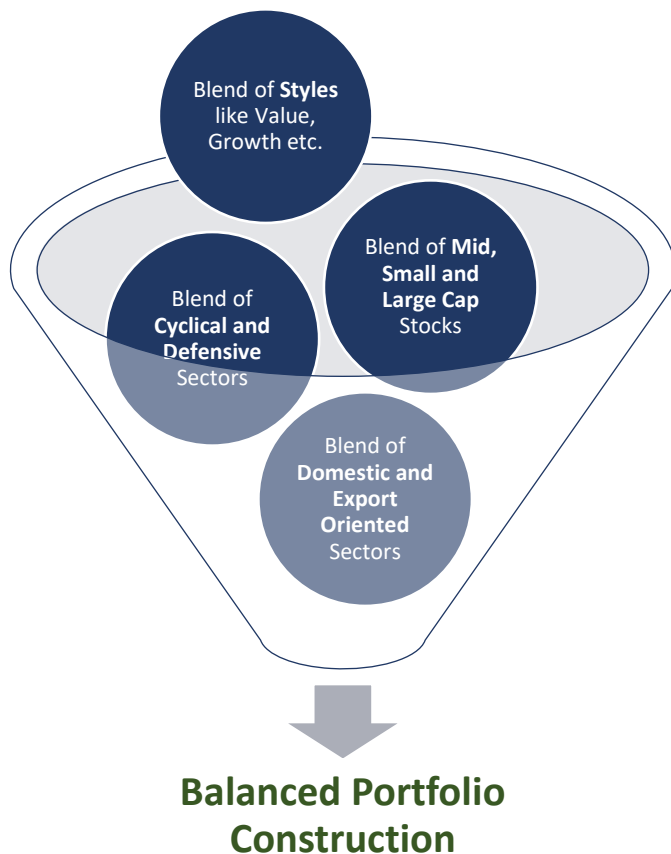 Blend of Styles
like Value,
Growth etc.
Blend of Mid,
Small and
Large Cap
Stocks
Blend of
Cyclical and
Defensive
Sectors
Blend of
Domestic and
Export
Oriented
Sectors
Balanced Portfolio
Construction